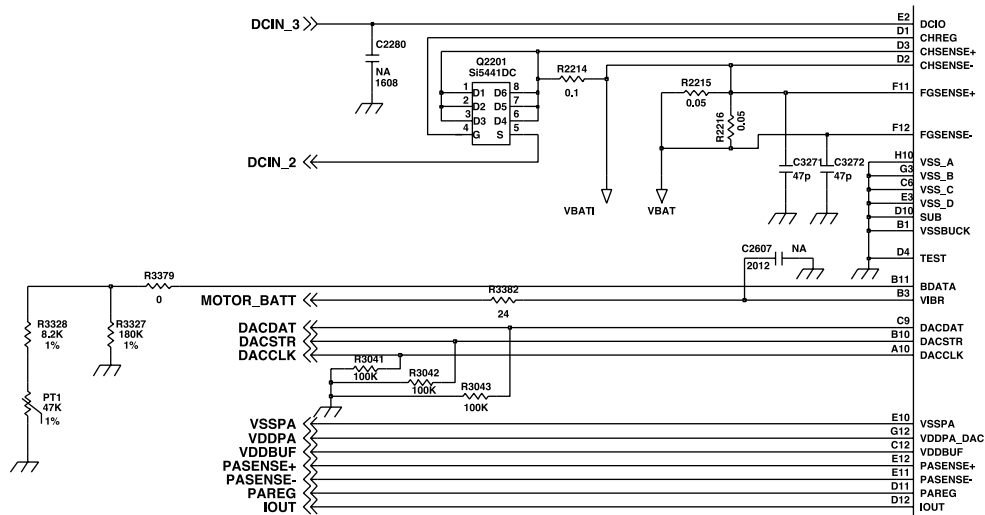 DCIN_3
E2 DCIO
D1 CHREG
D3 CHSENSE+
D2 CHSENSE-
C2280
NA
1608
Q2201
Si5441DC
1 D1 D6 8
2 D2 D5 7
3 D3 D4 6
4 G S 5
R2214
0.1
R2215
0.05
R2216
0.05
F11 FGSENSE+
F12 FGSENSE-
DCIN_2
C3271
47p
C3272
47p
VBATI
VBAT
H10 VSS_A
G3 VSS_B
C6 VSS_C
E3 VSS_D
D10 SUB
B1 VSSBUCK
D4 TEST
C2607 NA
2012
R3379
0
B11 BDATA
MOTOR_BATT
R3382
24
B3 VIBR
R3328
8.2K
1%
R3327
180K
1%
DACDAT C9 DACDAT
DACSTR B10 DACSTR
DACCLK A10 DACCLK
R3041
100K
R3042
100K
R3043
100K
PT1
47K
1%
VSSPA E10 VSSPA
VDDPA G12 VDDPA_DAC
VDDBUF C12 VDDBUF
PASENSE+ E12 PASENSE+
PASENSE- E11 PASENSE-
PAREG D11 PAREG
IOUT D12 IOUT